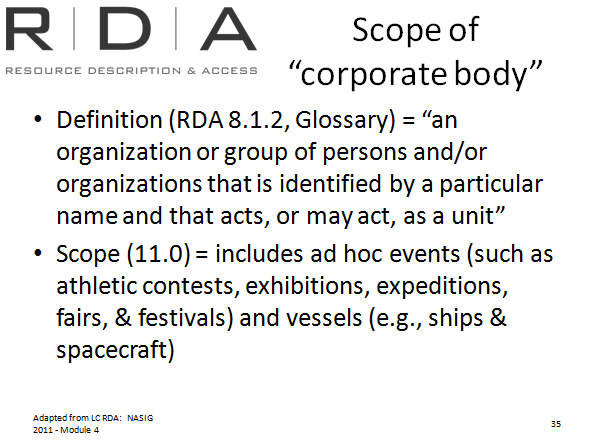 R | D | A
RESOURCE DESCRIPTION & ACCESS
Scope of
“corporate body”
• Definition (RDA 8.1.2, Glossary) = “an
organization or group of persons and/or
organizations that is identified by a particular
name and that acts, or may act, as a unit”
• Scope (11.0) = includes ad hoc events (such as
athletic contests, exhibitions, expeditions,
fairs, & festivals) and vessels (e.g., ships &
spacecraft)
Adapted from LC RDA: NASIG
2011 - Module 4
35